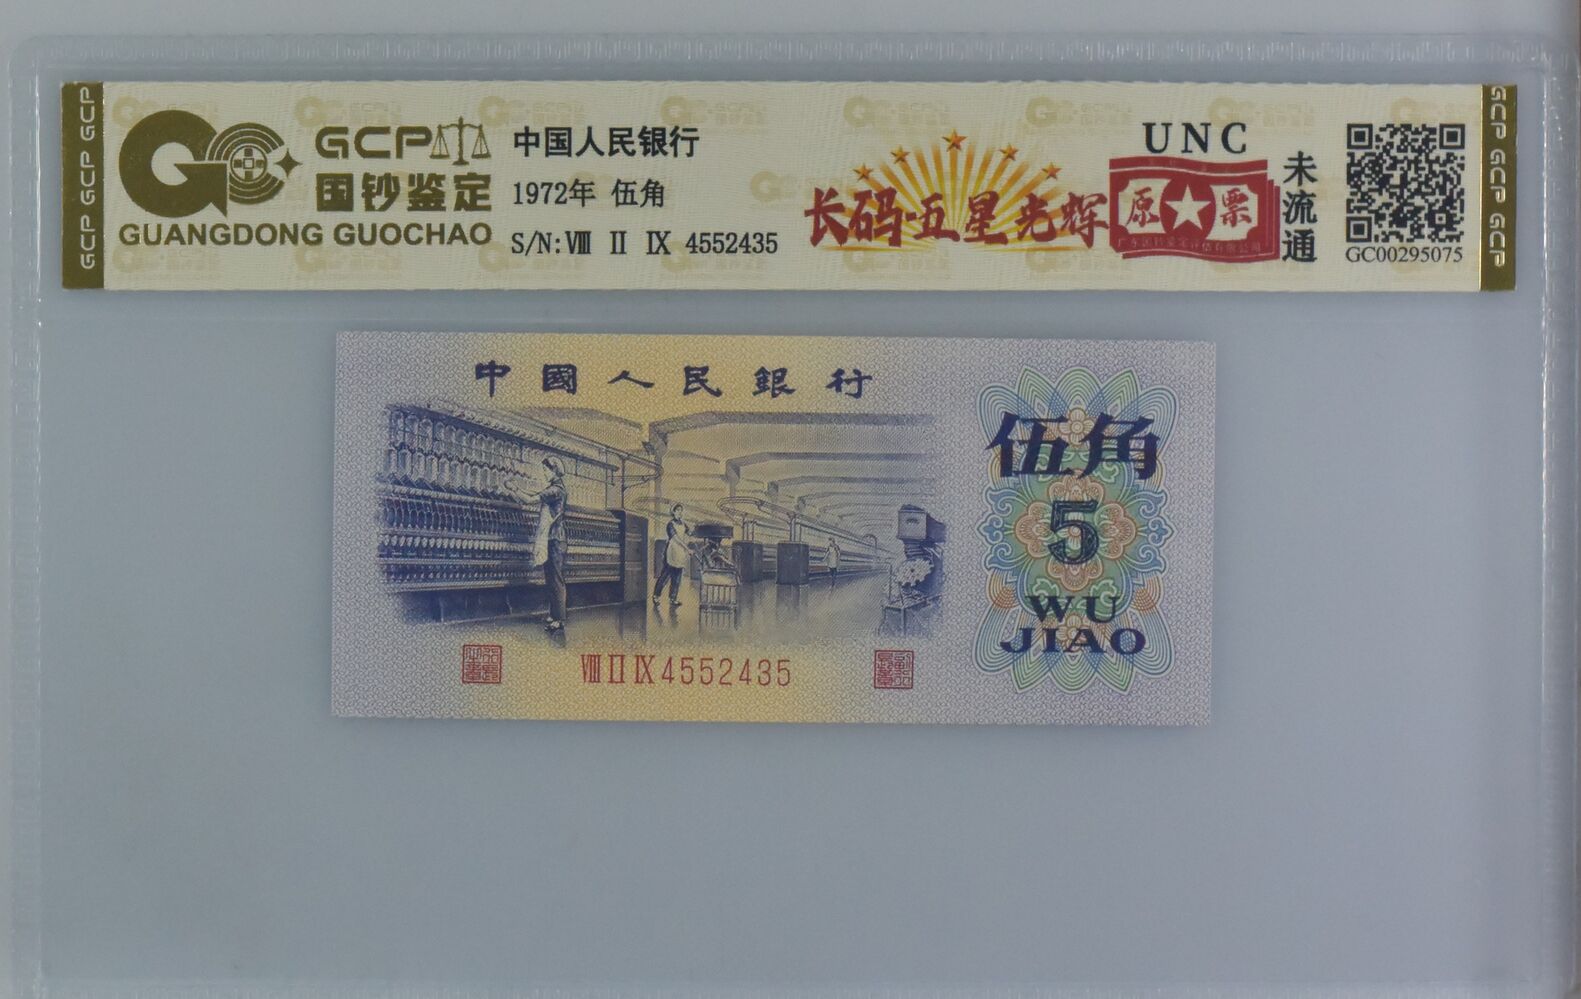 GCP GCP GCP
GCP
国钞鉴定
GUANGDONG GUOCHAO
中国人民银行
1972年 伍角
S/N:Ⅷ Ⅱ Ⅸ 4552435
长码·五星光辉
UNC
原★票
未流通
GC00295075
GCP GCP GCP
中國人民銀行
伍角
5
WU
JIAO
ⅧⅡⅨ4552435